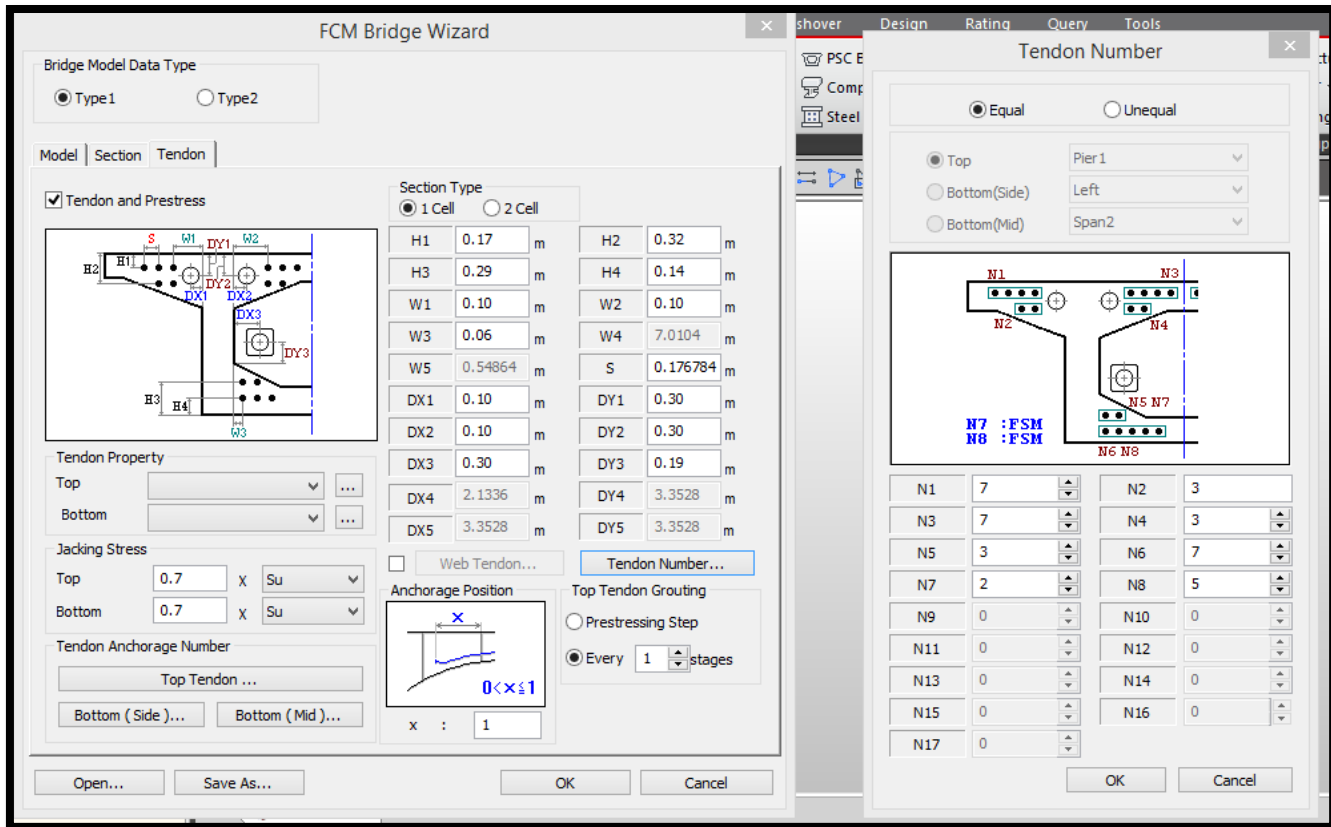 FCM Bridge Wizard
Bridge Model Data Type
Type1 Type2
Model Section Tendon
Tendon and Prestress
S W1 DY1 W2
H1
H2
DY2
DX1 DX2
DX3
DY3
H3
H4
W3
Tendon Property
Top ...
Bottom ...
Jacking Stress
Top 0.7 x Su
Bottom 0.7 x Su
Tendon Anchorage Number
Top Tendon ...
Bottom ( Side )... Bottom ( Mid )...
Section Type
1 Cell 2 Cell
H1 0.17 m H2 0.32 m
H3 0.29 m H4 0.14 m
W1 0.10 m W2 0.10 m
W3 0.06 m W4 7.0104 m
W5 0.54864 m S 0.176784 m
DX1 0.10 m DY1 0.30 m
DX2 0.10 m DY2 0.30 m
DX3 0.30 m DY3 0.19 m
DX4 2.1336 m DY4 3.3528 m
DX5 3.3528 m DY5 3.3528 m
Web Tendon... Tendon Number...
Anchorage Position
X
0<x≦1
x : 1
Top Tendon Grouting
Prestressing Step
Every 1 stages
Open... Save As... OK Cancel
shover Design Rating Query Tools
PSC
Comp
Steel
Tendon Number
Equal Unequal
Top Pier1
Bottom(Side) Left
Bottom(Mid) Span2
N1 N3
N2 N4
N5 N7
N7 :FSM
N8 :FSM
N6 N8
N1 7 N2 3
N3 7 N4 3
N5 3 N6 7
N7 2 N8 5
N9 0 N10 0
N11 0 N12 0
N13 0 N14 0
N15 0 N16 0
N17 0
OK Cancel